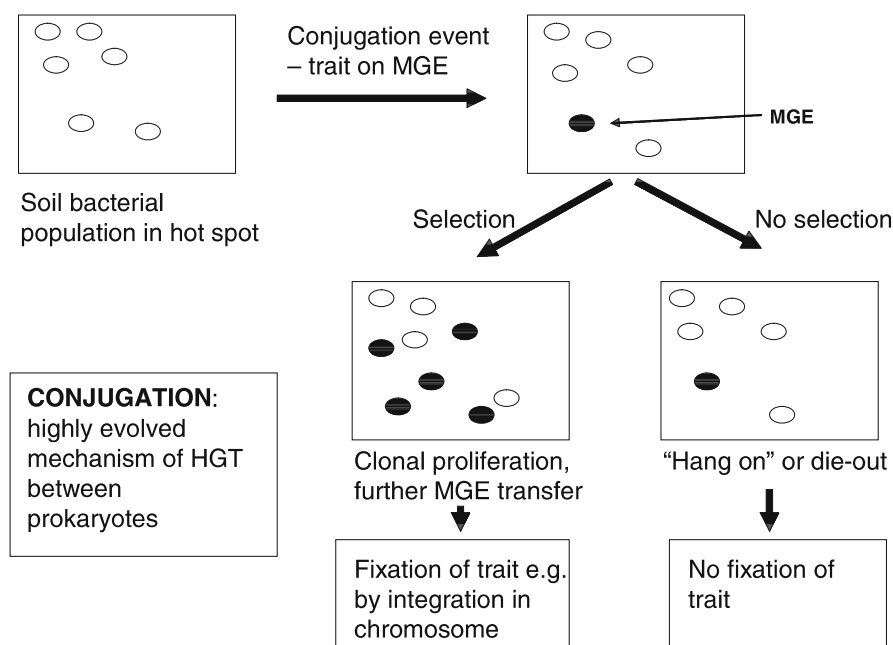 Conjugation event
– trait on MGE
MGE
Soil bacterial
population in hot spot
Selection
No selection
CONJUGATION:
highly evolved
mechanism of HGT
between
prokaryotes
Clonal proliferation,
further MGE transfer
“Hang on” or die-out
Fixation of trait e.g.
by integration in
chromosome
No fixation of
trait